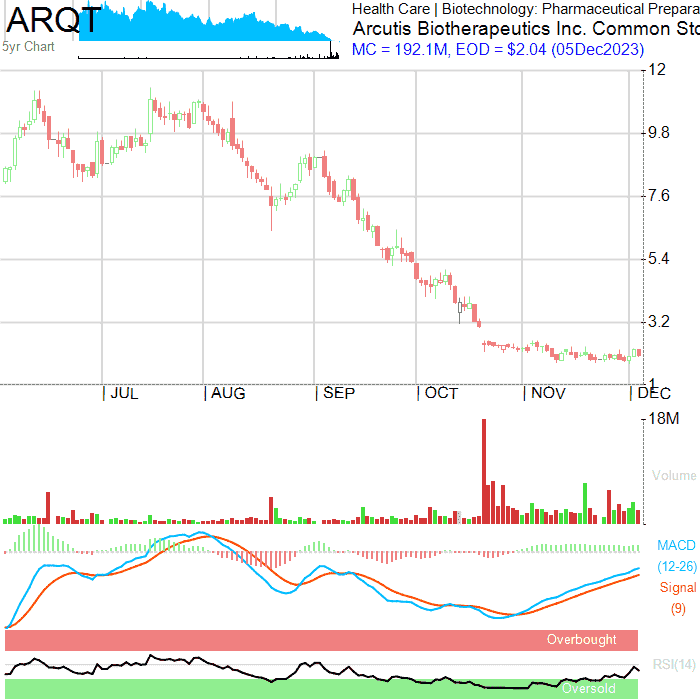 ARQT
5yr Chart
Health Care | Biotechnology: Pharmaceutical Prepara
Arcutis Biotherapeutics Inc. Common Sto
MC = 192.1M, EOD = $2.04 (05Dec2023)
12
9.8
7.6
5.4
3.2
1
| JUL | AUG | SEP | OCT | NOV | DEC
18M
Volume
MACD
(12-26)
Signal
(9)
Overbought
RSI(14)
Oversold